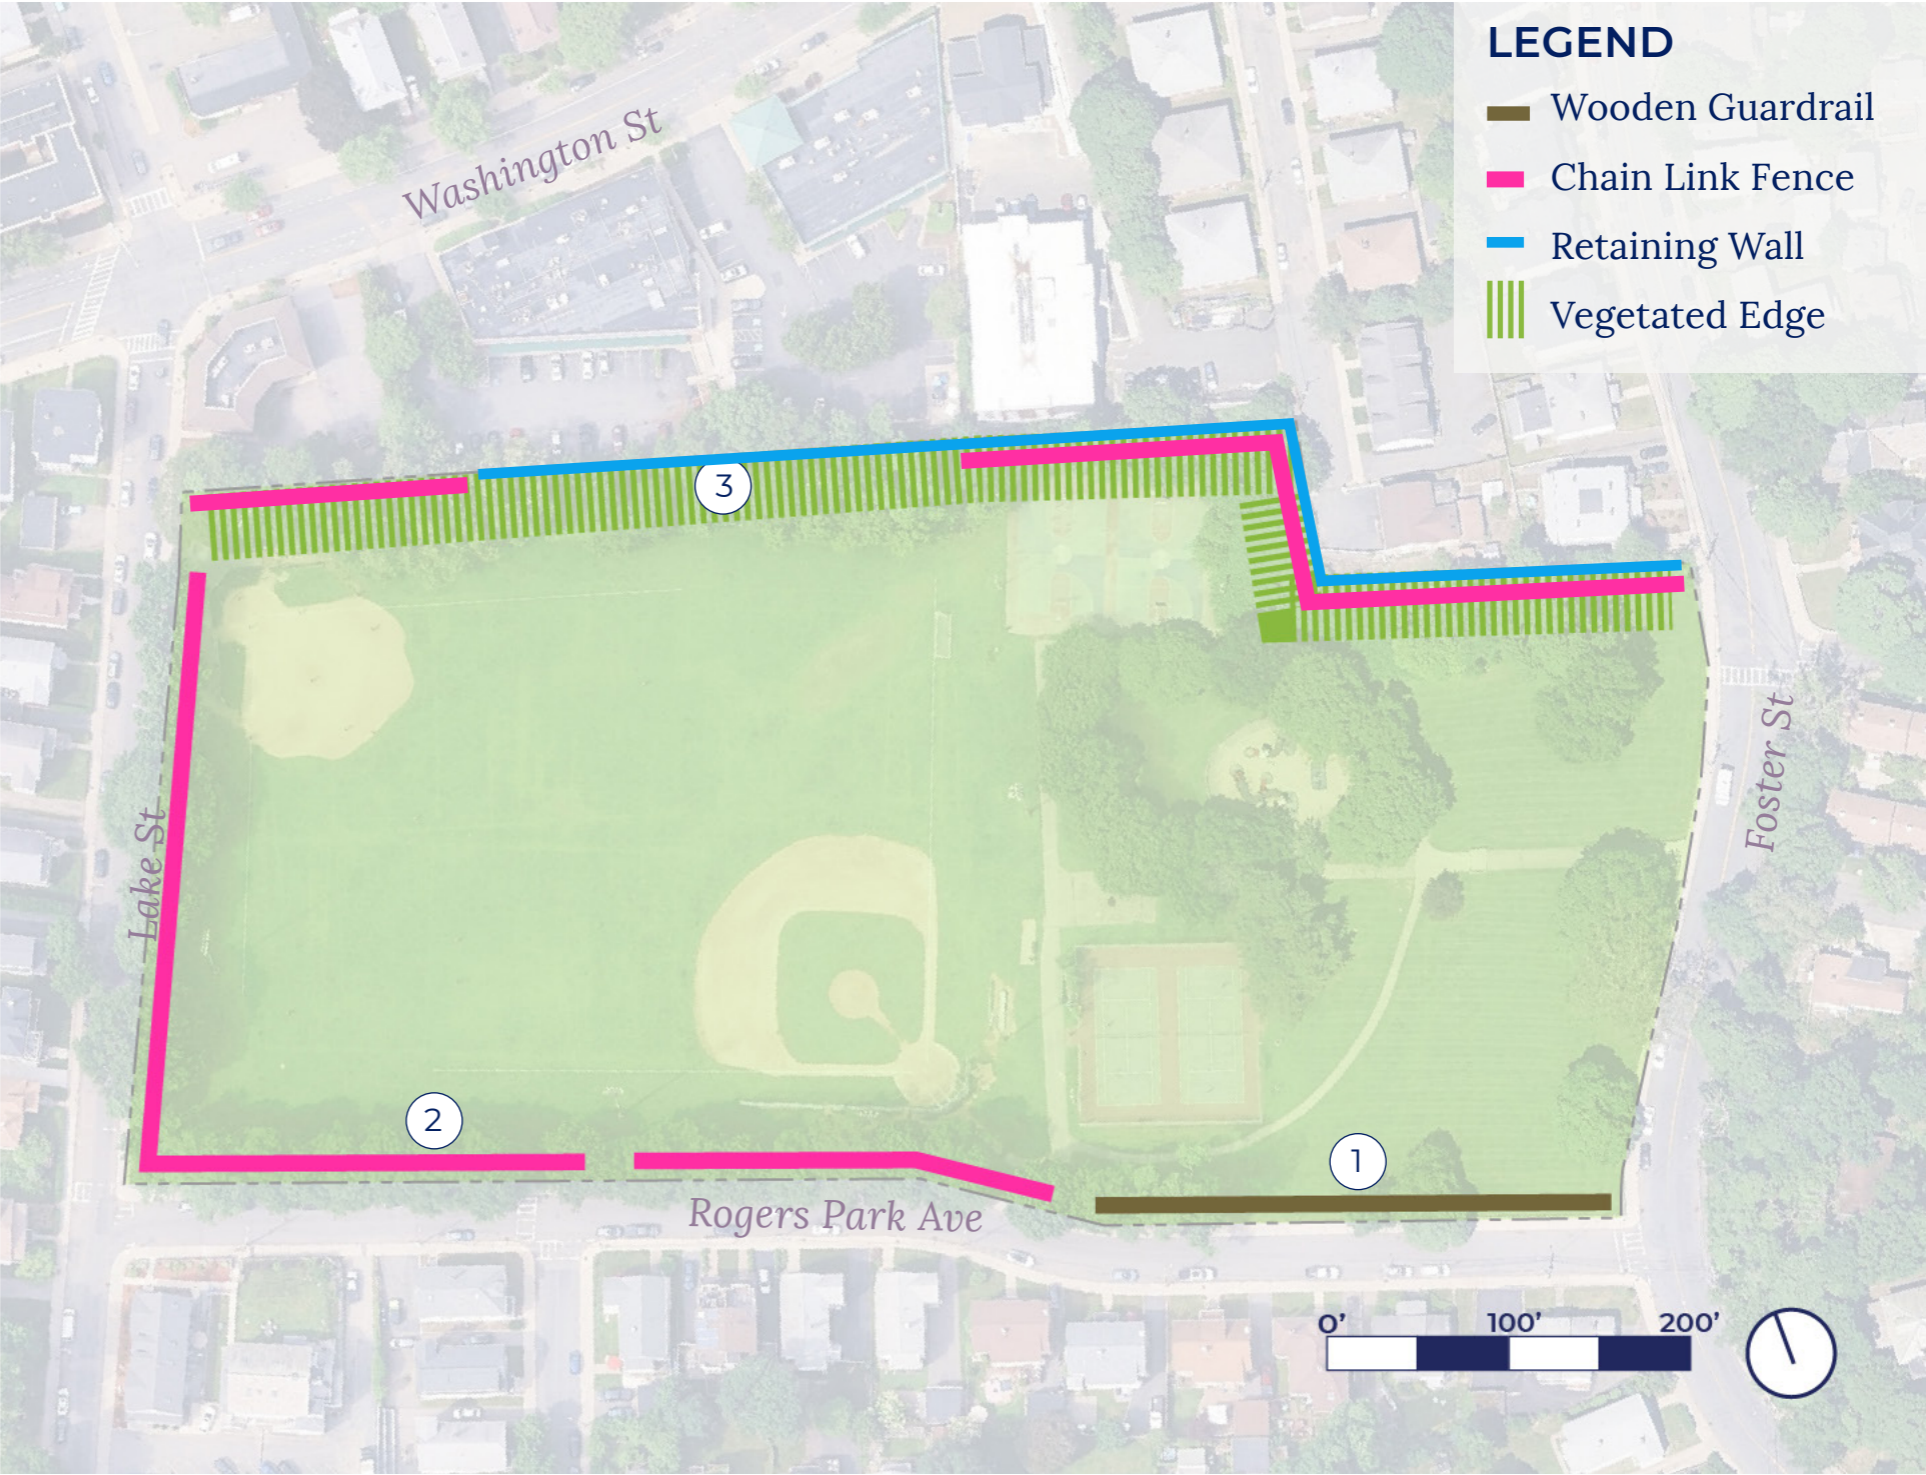 LEGEND
Wooden Guardrail
Chain Link Fence
Retaining Wall
Vegetated Edge
Washington St
3
Lake St
Foster St
2
1
Rogers Park Ave
0’ 100’ 200’